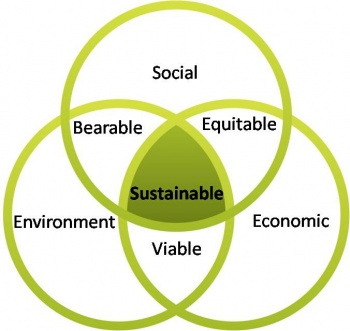 Social
Bearable
Equitable
Sustainable
Environment
Economic
Viable